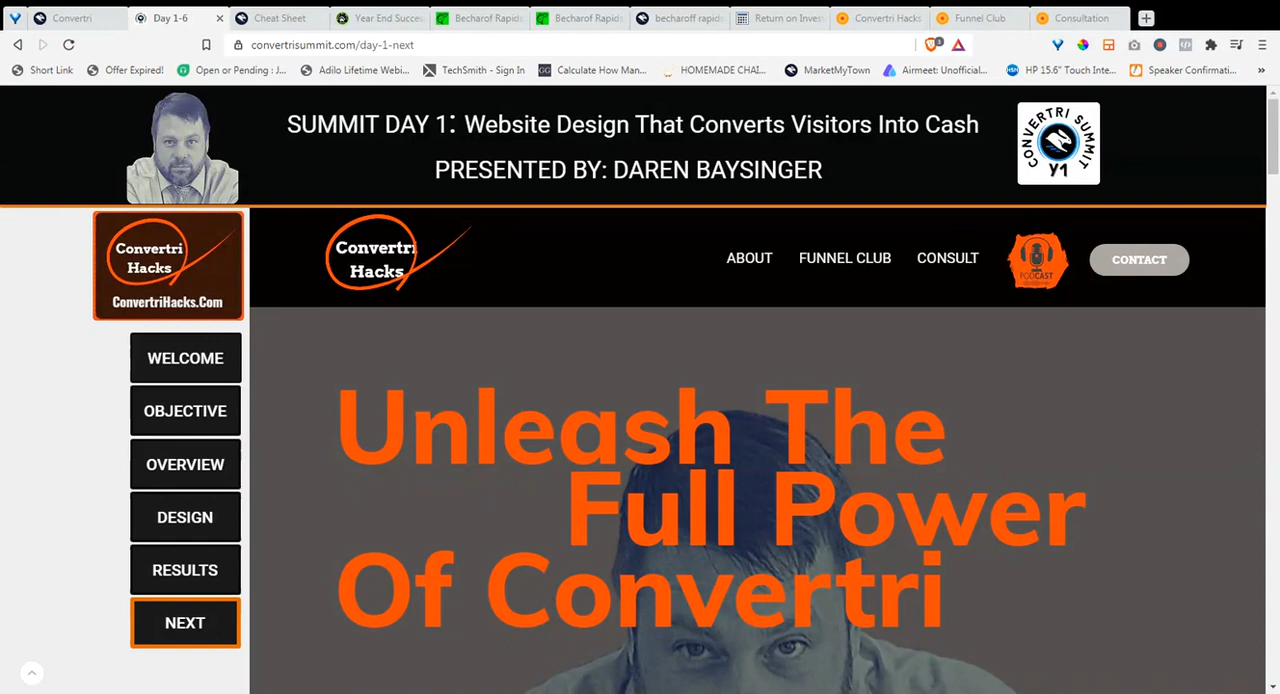 Convertri
Day 1-6
Cheat Sheet
Year End Succes
Becharof Rapids
Becharof Rapids
becharoff rapids
Return on Inves
Convertri Hacks
Funnel Club
Consultation
convertrisummit.com/day-1-next
1
Short Link
Offer Expired!
Open or Pending : J...
Adilo Lifetime Webi...
TechSmith - Sign In
GG
Calculate How Man...
HOMEMADE CHAI...
MarketMyTown
Airmeet: Unofficial...
HSN
HP 15.6" Touch Inte...
Speaker Confirmati...
»
SUMMIT DAY 1: Website Design That Converts Visitors Into Cash
PRESENTED BY: DAREN BAYSINGER
CONVERTRI SUMMIT
Y1
Convertri
Hacks
ConvertriHacks.Com
Convertri
Hacks
ABOUT
FUNNEL CLUB
CONSULT
PODCAST
CONTACT
WELCOME
OBJECTIVE
OVERVIEW
DESIGN
RESULTS
NEXT
Unleash The
Full Power
Of Convertri